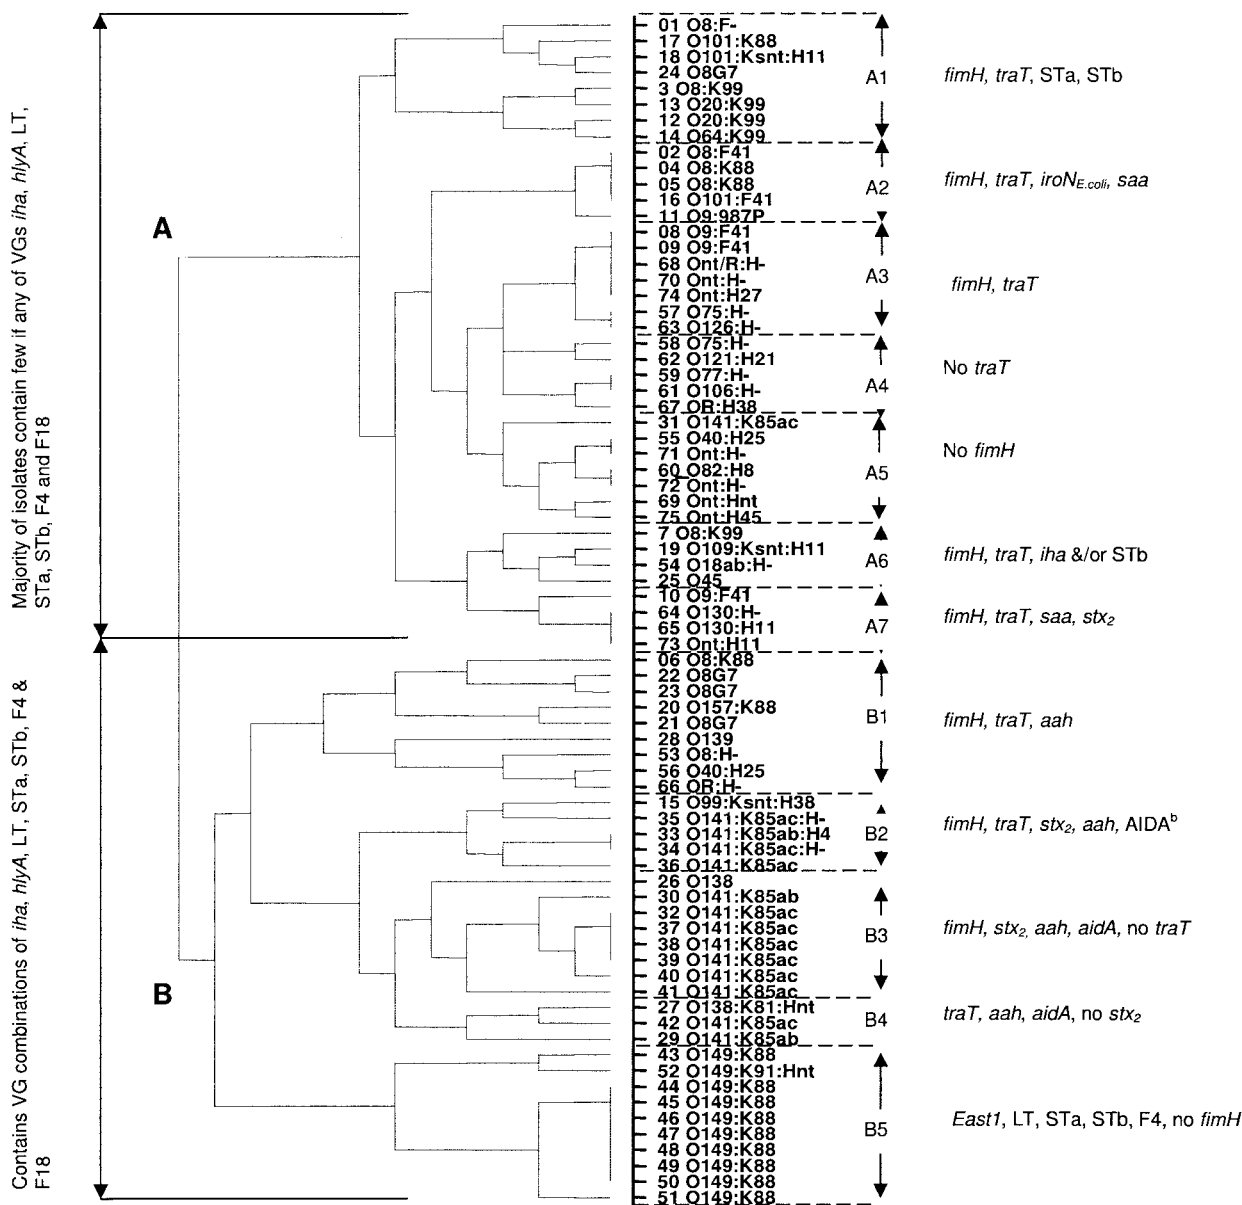 Majority of isolates contain few if any of VGs iha, hlyA, LT,
STa, STb, F4 and F18
Contains VG combinations of iha, hlyA, LT, STa, STb, F4 &
F18
A
B
01 O8:F-
17 O101:K88
18 O101:Ksnt:H11
24 O8G7
3 O8:K99
13 O20:K99
12 O20:K99
14 O64:K99
A1
fimH, traT, STa, STb
02 O8:F41
04 O8:K88
05 O8:K88
16 O101:F41
11 O9:987P
A2
fimH, traT, iroN_E.coli, saa
08 O9:F41
09 O9:F41
68 Ont/R:H-
70 Ont:H-
74 Ont:H27
57 O75:H-
63 O126:H-
A3
fimH, traT
58 O75:H-
62 O121:H21
59 O77:H-
61 O106:H-
67 OR:H38
A4
No traT
31 O141:K85ac
55 O40:H25
71 Ont:H-
60 O82:H8
72 Ont:H-
69 Ont:Hnt
75 Ont:H45
A5
No fimH
7 O8:K99
19 O109:Ksnt:H11
54 O18ab:H-
25 O45
A6
fimH, traT, iha &/or STb
10 O9:F41
64 O130:H-
65 O130:H11
73 Ont:H11
A7
fimH, traT, saa, stx₂
06 O8:K88
22 O8G7
23 O8G7
20 O157:K88
21 O8G7
28 O139
53 O8:H-
56 O40:H25
66 OR:H-
B1
fimH, traT, aah
15 O99:Ksnt:H38
35 O141:K85ac:H-
33 O141:K85ab:H4
34 O141:K85ac:H-
36 O141:K85ac
B2
fimH, traT, stx₂, aah, AIDAᵇ
26 O138
30 O141:K85ab
32 O141:K85ac
37 O141:K85ac
38 O141:K85ac
39 O141:K85ac
40 O141:K85ac
41 O141:K85ac
B3
fimH, stx₂, aah, aidA, no traT
27 O138:K81:Hnt
42 O141:K85ac
29 O141:K85ab
B4
traT, aah, aidA, no stx₂
43 O149:K88
52 O149:K91:Hnt
44 O149:K88
45 O149:K88
46 O149:K88
47 O149:K88
48 O149:K88
49 O149:K88
50 O149:K88
51 O149:K88
B5
East1, LT, STa, STb, F4, no fimH